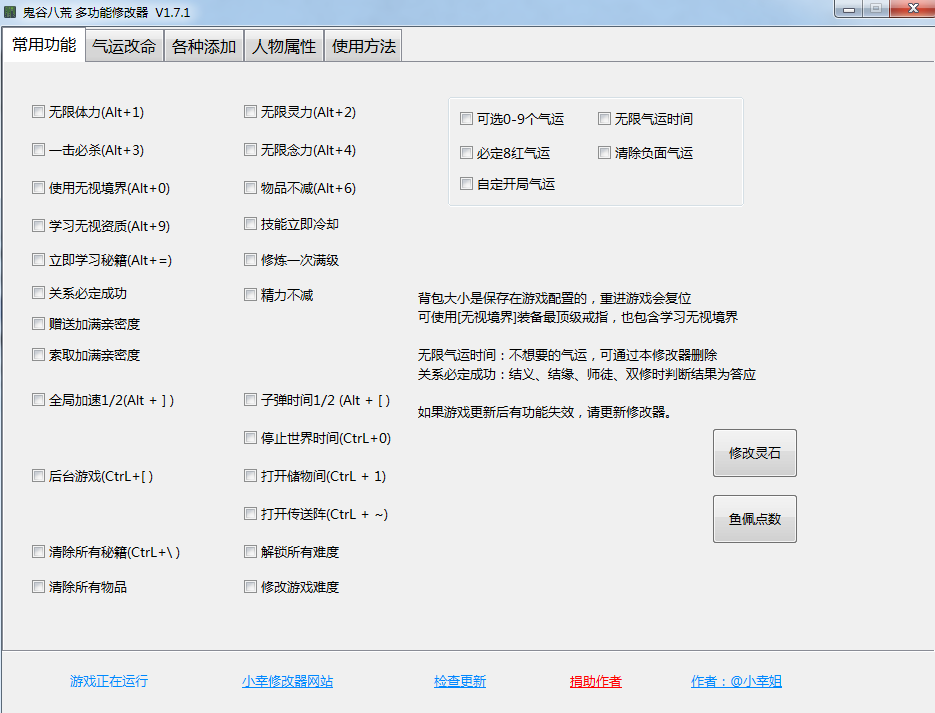 鬼谷八荒 多功能修改器 V1.7.1
常用功能 气运改命 各种添加 人物属性 使用方法
无限体力(Alt+1) 无限灵力(Alt+2)
一击必杀(Alt+3) 无限念力(Alt+4)
使用无视境界(Alt+0) 物品不减(Alt+6)
学习无视资质(Alt+9) 技能立即冷却
立即学习秘籍(Alt+=) 修炼一次满级
关系必定成功 精力不减
赠送加满亲密度
索取加满亲密度
全局加速1/2(Alt + ] ) 子弹时间1/2 (Alt + [ )
停止世界时间(CtrL+0)
后台游戏(CtrL+[ ) 打开储物间(CtrL + 1)
打开传送阵(CtrL + ~)
清除所有秘籍(CtrL+\ ) 解锁所有难度
清除所有物品 修改游戏难度
可选0-9个气运 无限气运时间
必定8红气运 清除负面气运
自定开局气运
背包大小是保存在游戏配置的，重进游戏会复位
可使用[无视境界]装备最顶级戒指，也包含学习无视境界
无限气运时间：不想要的气运，可通过本修改器删除
关系必定成功：结义、结缘、师徒、双修时判断结果为答应
如果游戏更新后有功能失效，请更新修改器。
修改灵石
鱼佩点数
游戏正在运行 小幸修改器网站 检查更新 捐助作者 作者：@小幸姐